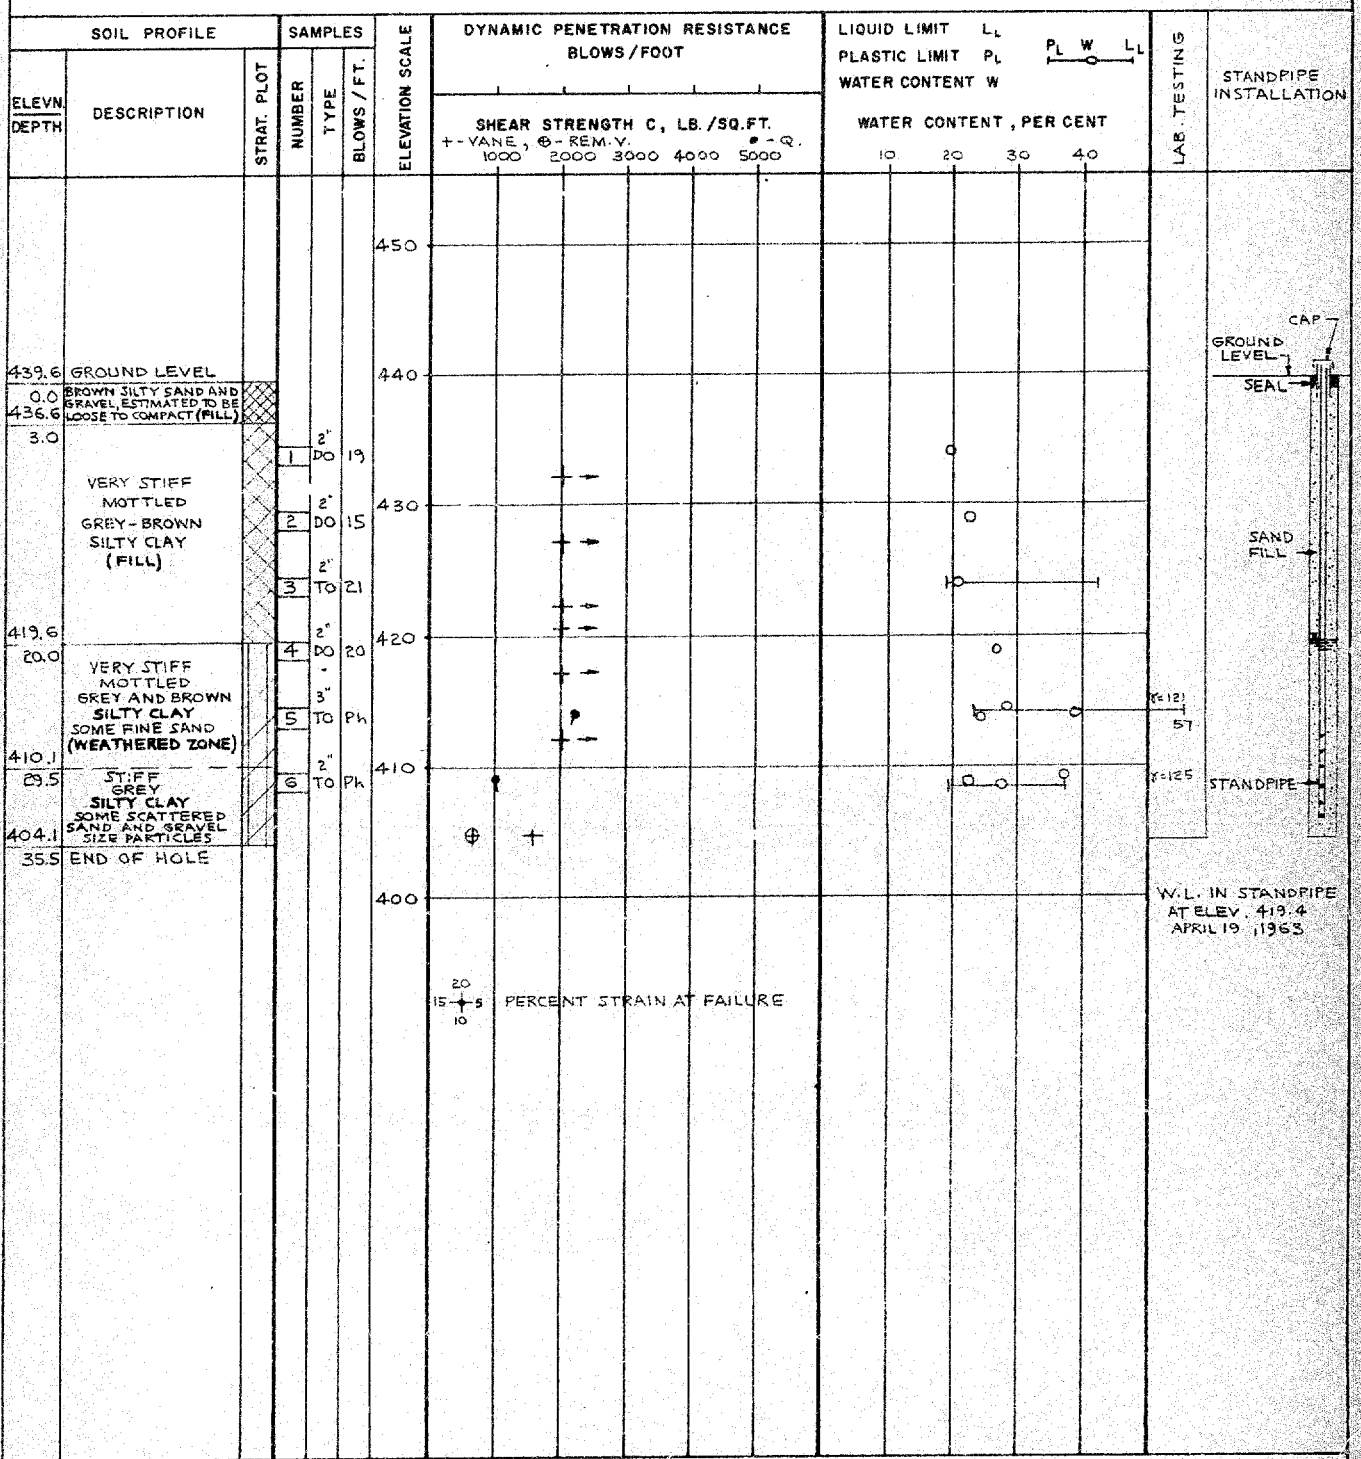 SOIL PROFILE
SAMPLES
ELEVATION SCALE
DYNAMIC PENETRATION RESISTANCE
BLOWS/FOOT
LIQUID LIMIT LL
PLASTIC LIMIT PL
WATER CONTENT W
PL W LL
LAB. TESTING
STANDPIPE
INSTALLATION
ELEVN.
DEPTH
DESCRIPTION
STRAT. PLOT
NUMBER
TYPE
BLOWS / FT.
SHEAR STRENGTH C, LB./SQ.FT.
+-VANE, ⊕-REM.V. •-Q.
1000 2000 3000 4000 5000
WATER CONTENT, PER CENT
10 20 30 40
450
440
430
420
410
400
439.6 GROUND LEVEL
0.0 BROWN SILTY SAND AND
GRAVEL, ESTIMATED TO BE
436.6 LOOSE TO COMPACT (FILL)
3.0
VERY STIFF
MOTTLED
GREY-BROWN
SILTY CLAY
(FILL)
419.6
20.0
VERY STIFF
MOTTLED
GREY AND BROWN
SILTY CLAY
SOME FINE SAND
(WEATHERED ZONE)
410.1
29.5
STIFF
GREY
SILTY CLAY
SOME SCATTERED
SAND AND GRAVEL
404.1 SIZE PARTICLES
35.5 END OF HOLE
1 2" DO 19
2 2" DO 15
3 2" TO 21
4 2" DO 20
5 3" TO Ph
6 2" TO Ph
γ=121
57
γ=125
CAP
GROUND
LEVEL
SEAL
SAND
FILL
STANDPIPE
W.L. IN STANDPIPE
AT ELEV. 419.4
APRIL 19, 1963
20
15 5 PERCENT STRAIN AT FAILURE
10